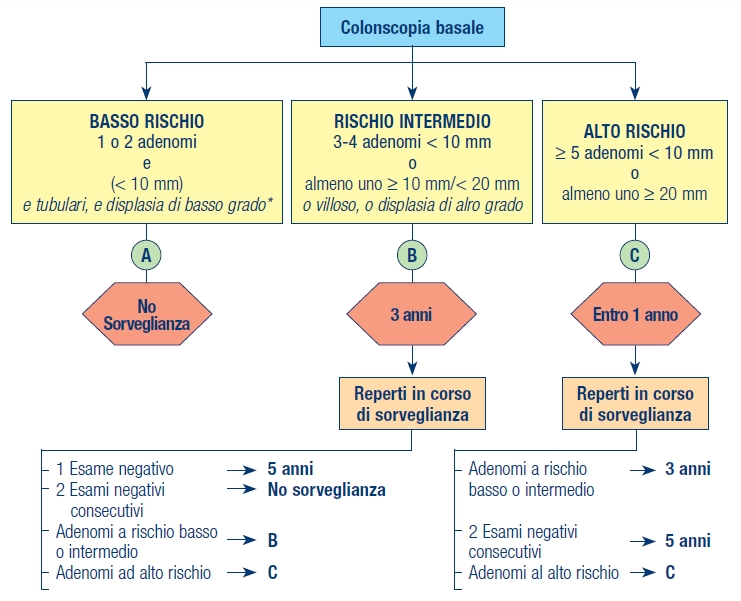 Colonscopia basale
BASSO RISCHIO
1 o 2 adenomi
e
(< 10 mm)
e tubulari, e displasia di basso grado*
RISCHIO INTERMEDIO
3-4 adenomi < 10 mm
o
almeno uno ≥ 10 mm/< 20 mm
o villoso, o displasia di alro grado
ALTO RISCHIO
≥ 5 adenomi < 10 mm
o
almeno uno ≥ 20 mm
A
B
C
No
Sorveglianza
3 anni
Entro 1 anno
Reperti in corso
di sorveglianza
Reperti in corso
di sorveglianza
1 Esame negativo
5 anni
2 Esami negativi
consecutivi
No sorveglianza
Adenomi a rischio basso
o intermedio
B
Adenomi ad alto rischio
C
Adenomi a rischio
basso o intermedio
3 anni
2 Esami negativi
consecutivi
5 anni
Adenomi al alto rischio
C